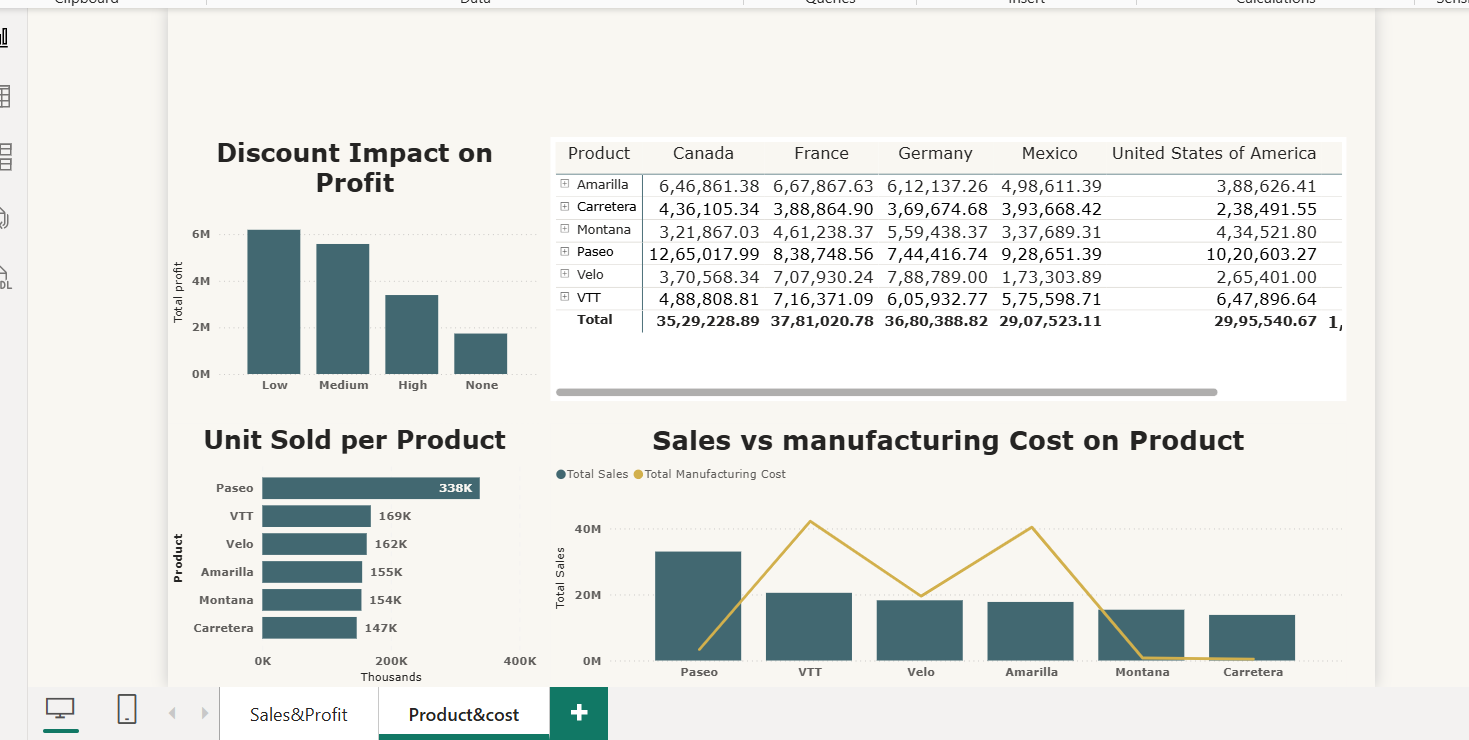 Clipboard Data Queries Insert Calculations
Discount Impact on
Profit
Total profit
6M
4M
2M
0M
Low Medium High None
Product Canada France Germany Mexico United States of America
Amarilla 6,46,861.38 6,67,867.63 6,12,137.26 4,98,611.39 3,88,626.41
Carretera 4,36,105.34 3,88,864.90 3,69,674.68 3,93,668.42 2,38,491.55
Montana 3,21,867.03 4,61,238.37 5,59,438.37 3,37,689.31 4,34,521.80
Paseo 12,65,017.99 8,38,748.56 7,44,416.74 9,28,651.39 10,20,603.27
Velo 3,70,568.34 7,07,930.24 7,88,789.00 1,73,303.89 2,65,401.00
VTT 4,88,808.81 7,16,371.09 6,05,932.77 5,75,598.71 6,47,896.64
Total 35,29,228.89 37,81,020.78 36,80,388.82 29,07,523.11 29,95,540.67 1,
Unit Sold per Product
Product
Paseo 338K
VTT 169K
Velo 162K
Amarilla 155K
Montana 154K
Carretera 147K
0K 200K 400K
Thousands
Sales vs manufacturing Cost on Product
Total Sales Total Manufacturing Cost
Total Sales
40M
20M
0M
Paseo VTT Velo Amarilla Montana Carretera
Sales&Profit Product&cost +